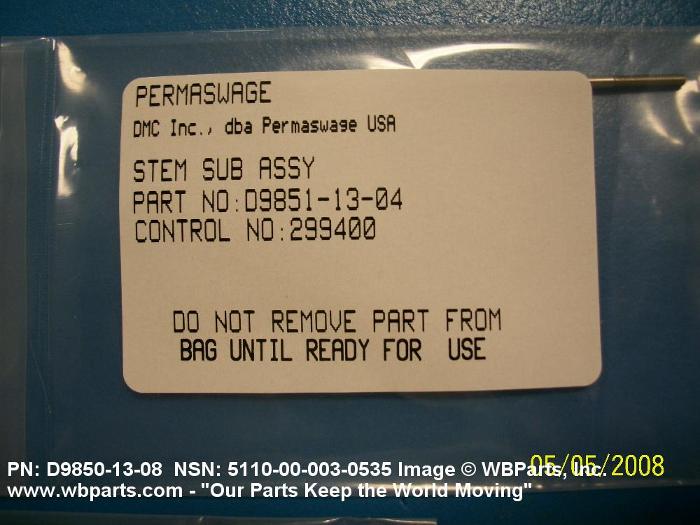 PERMASWAGE
DMC Inc., dba Permaswage USA
STEM SUB ASSY
PART NO:D9851-13-04
CONTROL NO:299400
DO NOT REMOVE PART FROM
BAG UNTIL READY FOR USE
05/05/2008
PN: D9850-13-08 NSN: 5110-00-003-0535 Image © WBParts, Inc.
www.wbparts.com - "Our Parts Keep the World Moving"